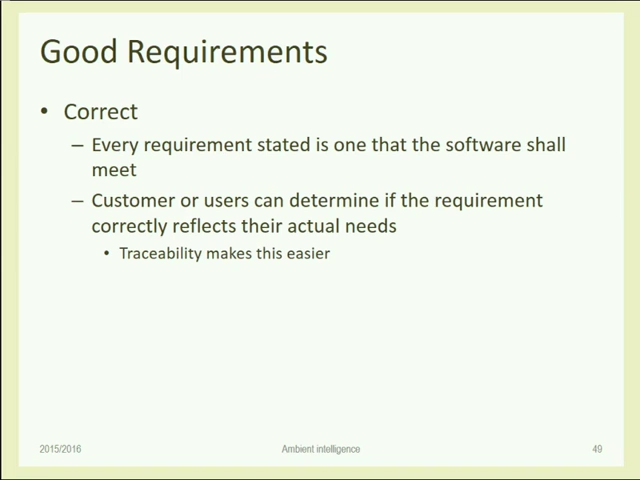 Good Requirements
• Correct
– Every requirement stated is one that the software shall
meet
– Customer or users can determine if the requirement
correctly reflects their actual needs
• Traceability makes this easier
2015/2016
Ambient intelligence
49